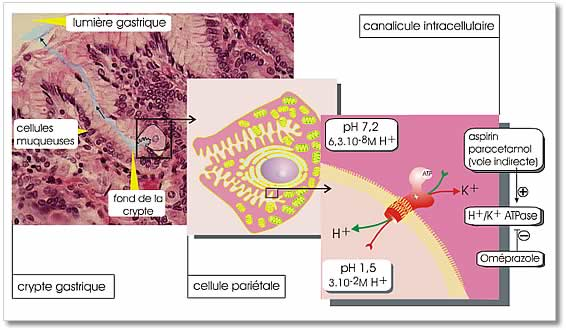 lumière gastrique
canalicule intracellulaire
cellules
muqueuses
fond de la
crypte
pH 7,2
6,3.10-8M H+
aspirin
paracetamol
(voie indirecte)
ATP
K+
H+/K+ ATPase
H+
Oméprazole
pH 1,5
3.10-2M H+
crypte gastrique
cellule pariétale